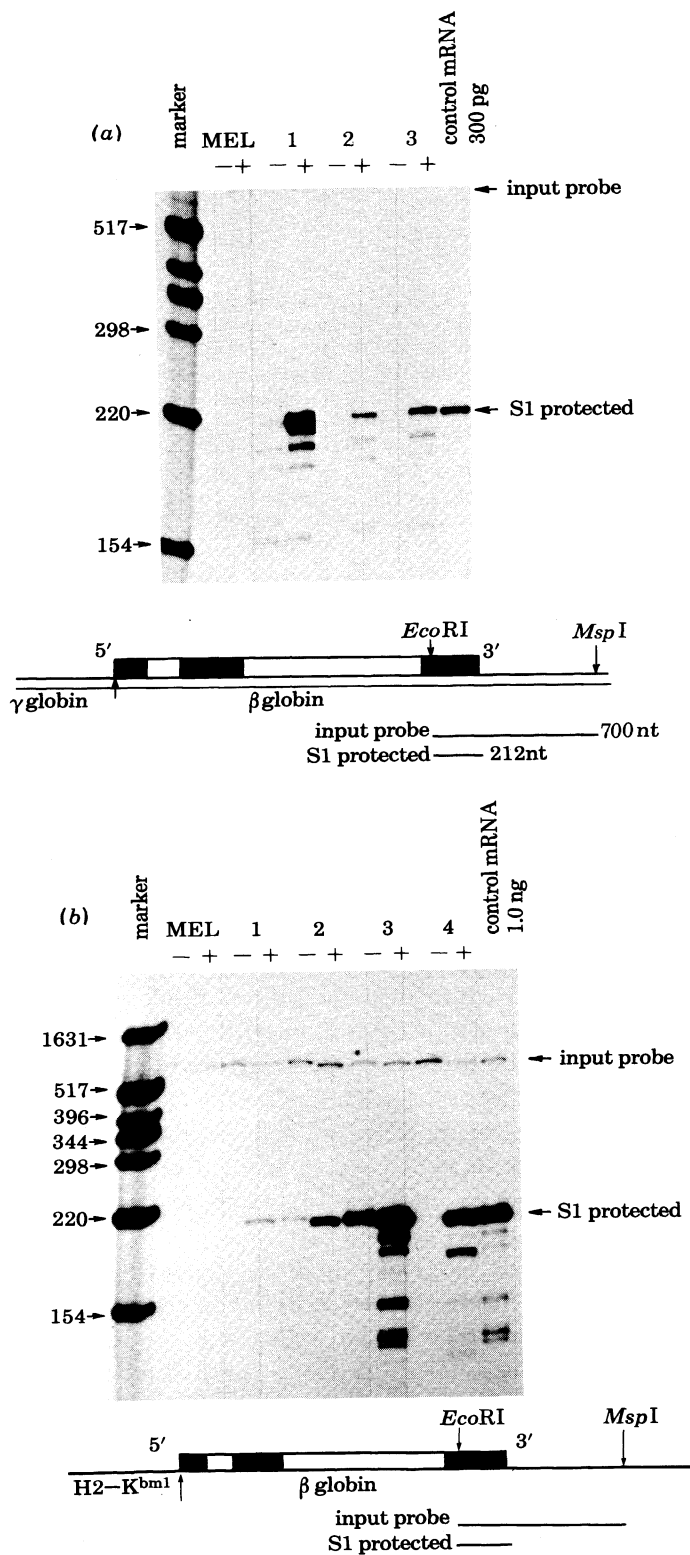 (a)
marker
MEL
1
2
3
control mRNA
300 pg
− + − + − + − +
input probe
517
298
220
S1 protected
154
EcoRI
MspI
5′
3′
γ globin
β globin
input probe
700 nt
S1 protected
212nt
(b)
marker
MEL
1
2
3
4
control mRNA
1.0 ng
− + − + − + − + − +
1631
input probe
517
396
344
298
220
S1 protected
154
EcoRI
MspI
5′
3′
H2−Kbm1
β globin
input probe
S1 protected